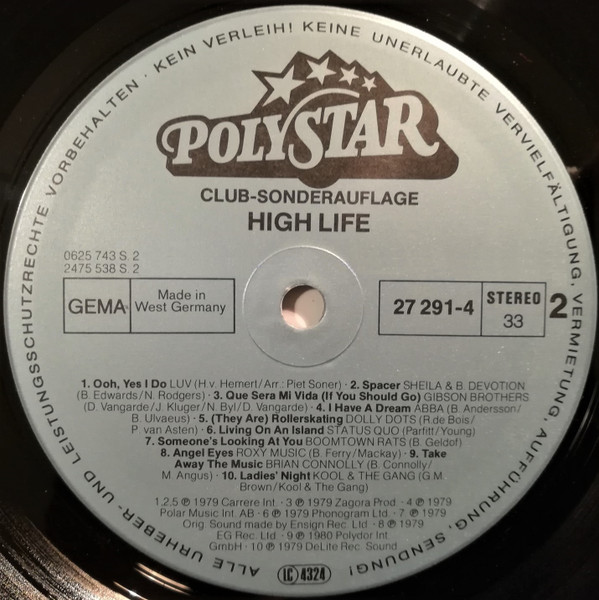 ALLE URHEBER- UND LEISTUNGSSCHUTZRECHTE VORBEHALTEN · KEIN VERLEIH! KEINE UNERLAUBTE VERVIELFÄLTIGUNG, VERMIETUNG, AUFFÜHRUNG, SENDUNG!
POLYSTAR
CLUB-SONDERAUFLAGE
HIGH LIFE
0625 743 S. 2
2475 538 S. 2
GEMA
Made in
West Germany
27 291-4
STEREO
33
2
1. Ooh, Yes I Do LUV (H.v. Hemert/Arr.: Piet Soner) · 2. Spacer SHEILA & B. DEVOTION
(B. Edwards/N. Rodgers) · 3. Que Sera Mi Vida (If You Should Go) GIBSON BROTHERS
(D. Vangarde/J. Kluger/N. Byl/D. Vangarde) · 4. I Have A Dream ABBA (B. Andersson/
B. Ulvaeus) · 5. (They Are) Rollerskating DOLLY DOTS (R.de Bois/
P. van Asten) · 6. Living On An Island STATUS QUO (Parfitt/Young)
7. Someone's Looking At You BOOMTOWN RATS (B. Geldof)
8. Angel Eyes ROXY MUSIC (B. Ferry/Mackay) · 9. Take
Away The Music BRIAN CONNOLLY (B. Conolly/
M. Angus) · 10. Ladies' Night KOOL & THE GANG (G.M.
Brown/Kool & The Gang)
1,2,5 ℗ 1979 Carrere Int. · 3 ℗ 1979 Zagora Prod. · 4 ℗ 1979
Polar Music Int. AB · 6 ℗ 1979 Phonogram Ltd. · 7 ℗ 1979
Orig. Sound made by Ensign Rec. Ltd · 8 ℗ 1979
EG Rec. Ltd · 9 ℗ 1980 Polydor Int.
GmbH · 10 ℗ 1979 DeLite Rec. Sound
LC 4324